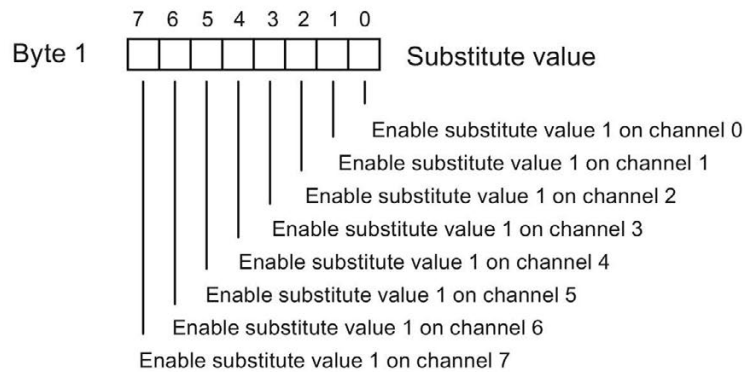 7 6 5 4 3 2 1 0
Byte 1 Substitute value
Enable substitute value 1 on channel 0
Enable substitute value 1 on channel 1
Enable substitute value 1 on channel 2
Enable substitute value 1 on channel 3
Enable substitute value 1 on channel 4
Enable substitute value 1 on channel 5
Enable substitute value 1 on channel 6
Enable substitute value 1 on channel 7